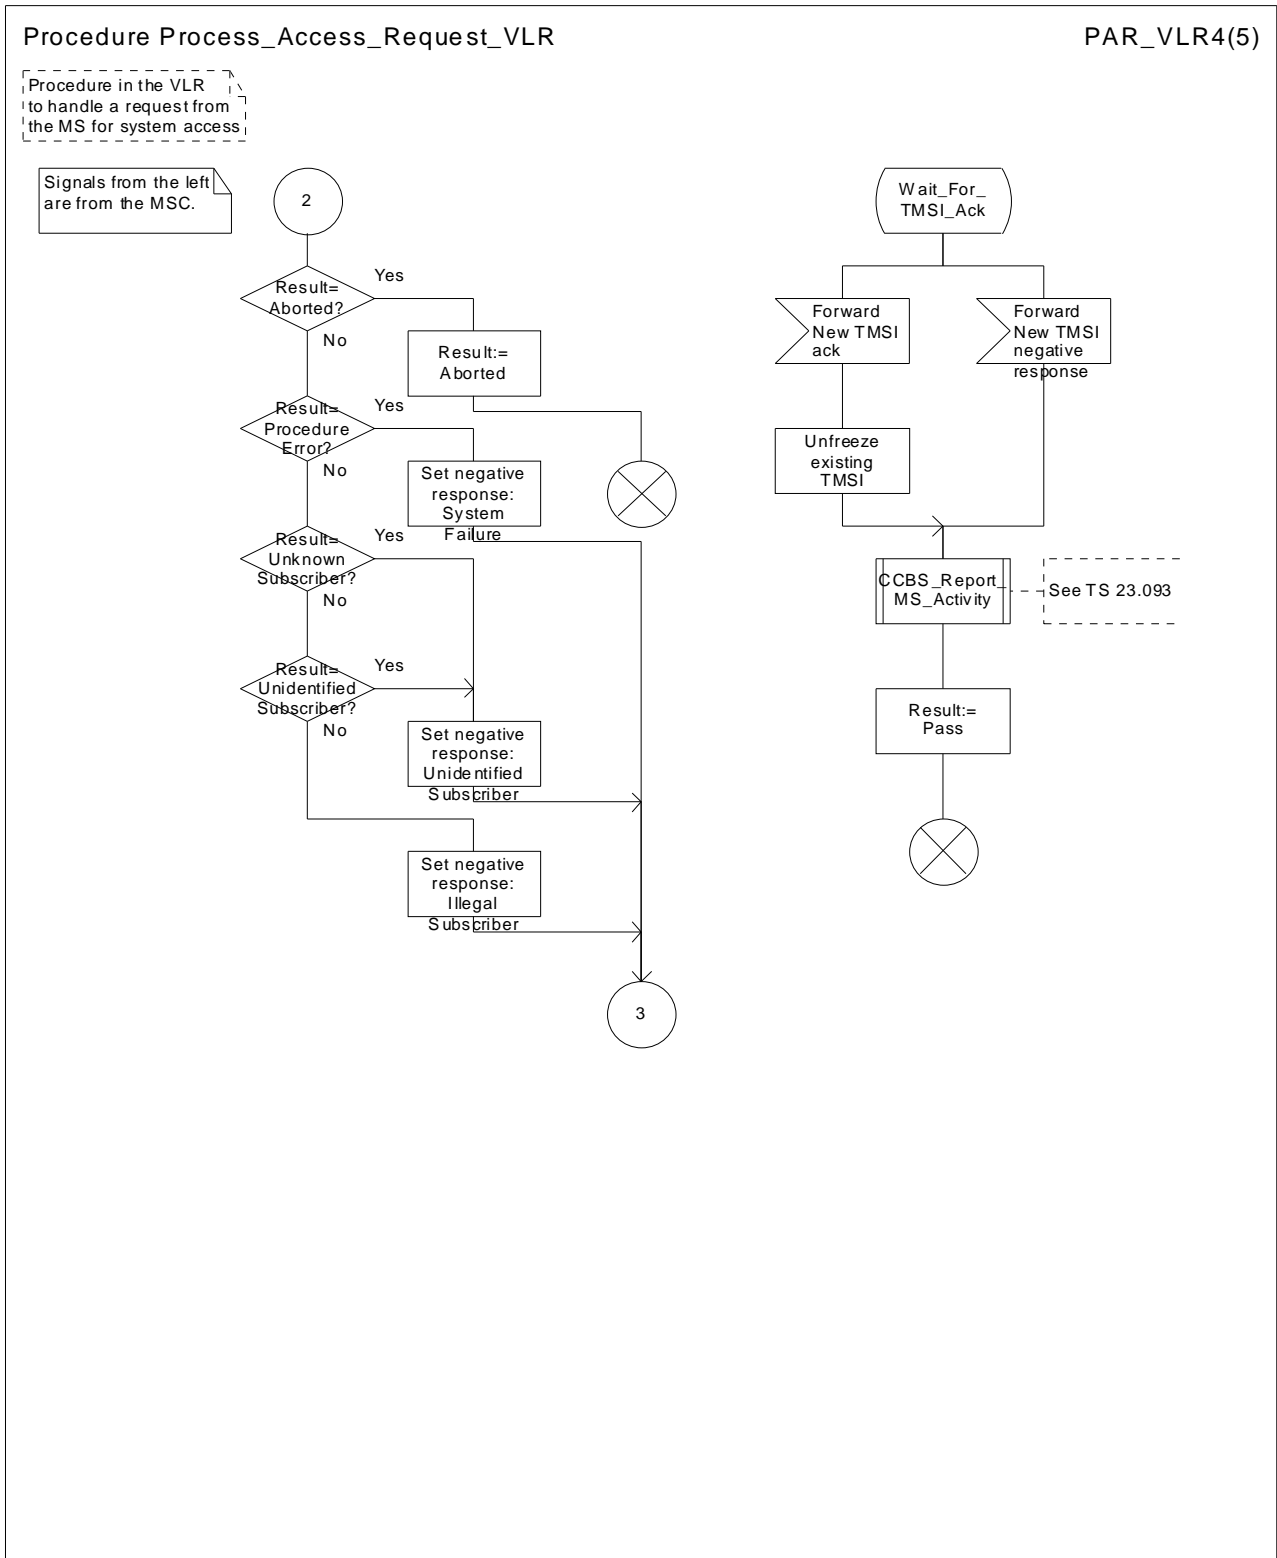 Procedure Process_Access_Request_VLR
PAR_VLR4(5)
Procedure in the VLR
to handle a request from
the MS for system access
Signals from the left
are from the MSC.
2
Result=
Aborted?
Yes
No
Result:=
Aborted
Result=
Procedure
Error?
Yes
No
Set negative
response:
System
Failure
Result=
Unknown
Subscriber?
Yes
No
Result=
Unidentified
Subscriber?
Yes
No
Set negative
response:
Unidentified
Subscriber
Set negative
response:
Illegal
Subscriber
3
Wait_For_
TMSI_Ack
Forward
New TMSI
ack
Forward
New TMSI
negative
response
Unfreeze
existing
TMSI
CCBS_Report_
MS_Activity
See TS 23.093
Result:=
Pass